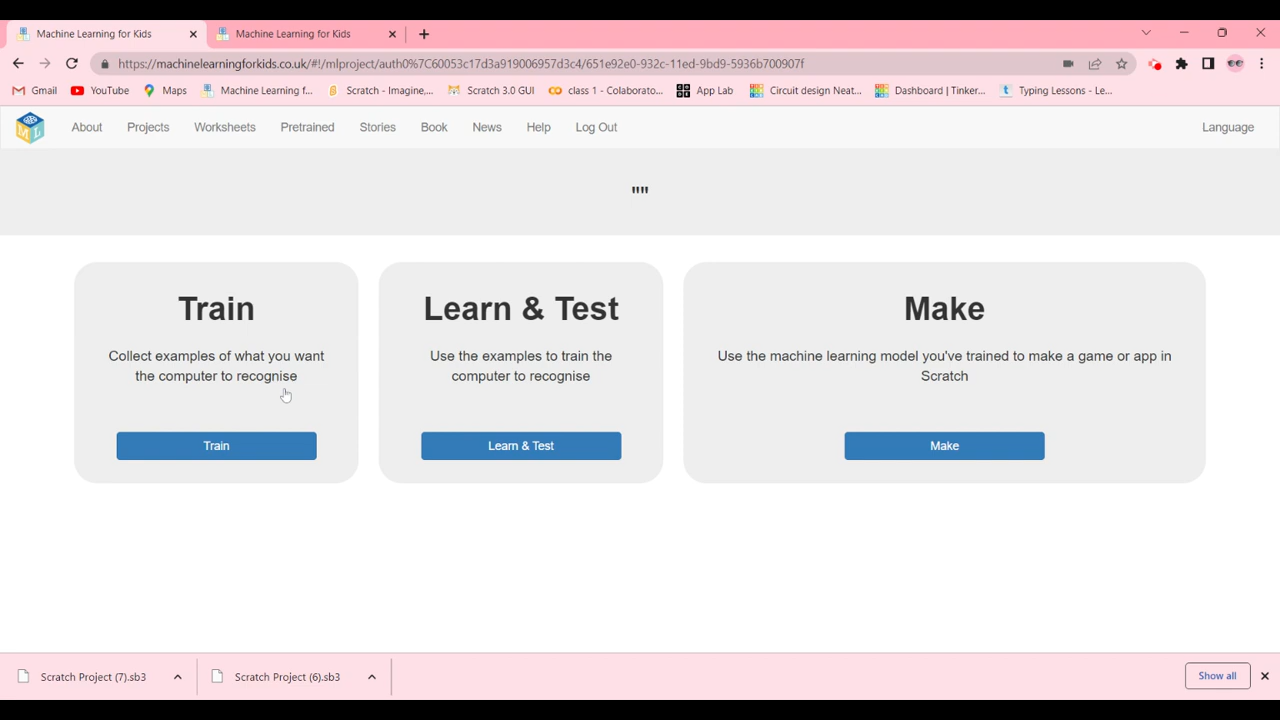 Machine Learning for Kids
Machine Learning for Kids
https://machinelearningforkids.co.uk/#!/mlproject/auth0%7C60053c17d3a919006957d3c4/651e92e0-932c-11ed-9bd9-5936b700907f
Gmail YouTube Maps Machine Learning f... Scratch - Imagine,... Scratch 3.0 GUI class 1 - Colaborato... App Lab Circuit design Neat... Dashboard | Tinker... Typing Lessons - Le...
About Projects Worksheets Pretrained Stories Book News Help Log Out Language
""
Train
Collect examples of what you want
the computer to recognise
Train
Learn & Test
Use the examples to train the
computer to recognise
Learn & Test
Make
Use the machine learning model you've trained to make a game or app in
Scratch
Make
Scratch Project (7).sb3 Scratch Project (6).sb3 Show all